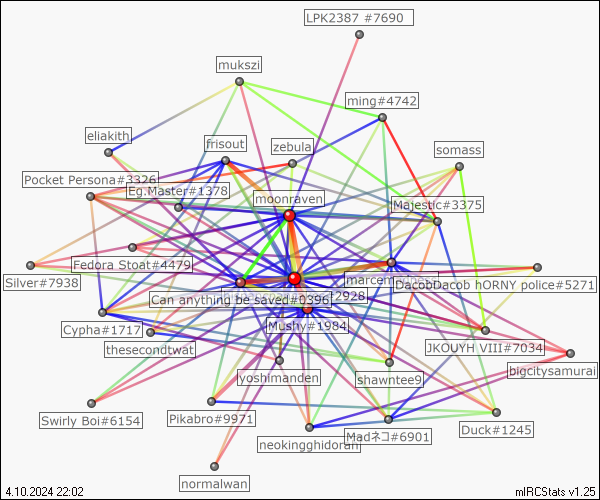 LPK2387 #7690
mukszi
ming#4742
eliakith
frisout
zebula
somass
Pocket Persona#3326
Eg.Master#1378
moonraven
Majestic#3375
Fedora Stoat#4479
Silver#7938
DacobDacob hORNY police#5271
Can anything be saved#0396
2928
Mushy#1984
Cypha#1717
thesecondtwat
JKOUYH VIII#7034
bigcitysamurai
yoshimanden
shawntee9
Swirly Boi#6154
Pikabro#9971
neokingghidorah
Madネコ#6901
Duck#1245
normalwan
4.10.2024 22:02
mIRCStats v1.25